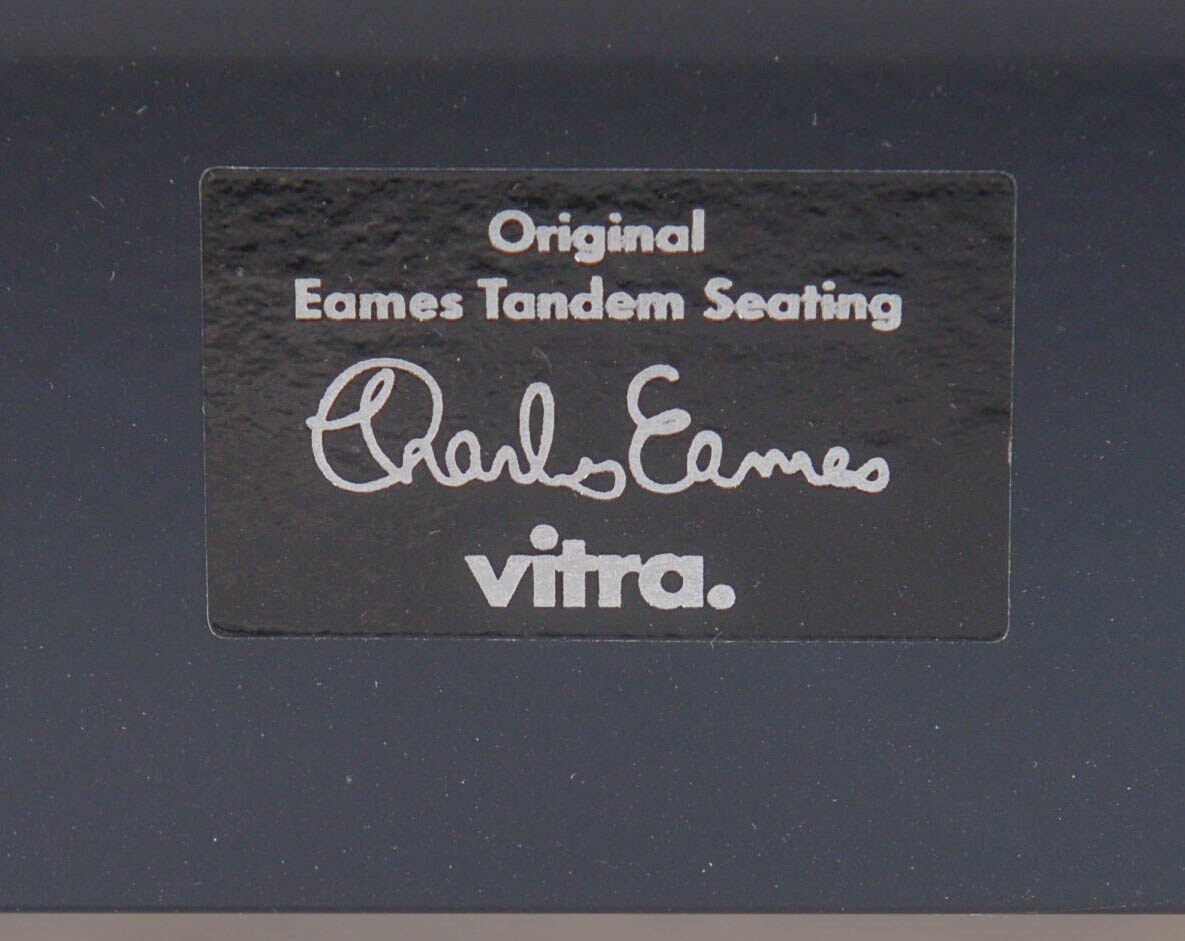 Original
Eames Tandem Seating
Charles Eames
vitra.